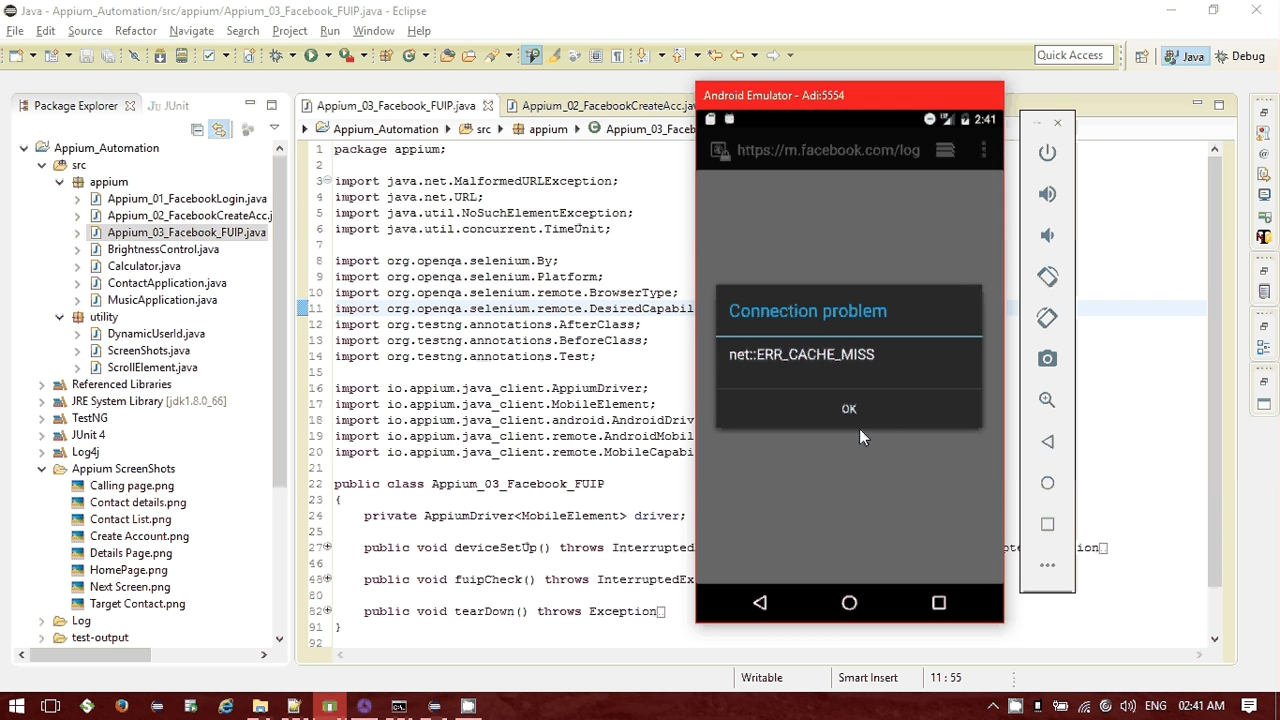 Java - Appium_Automation/src/appium/Appium_03_Facebook_FUIP.java - Eclipse
File Edit Source Refactor Navigate Search Project Run Window Help
Quick Access
Java
Debug
Package Explorer
JUnit
Appium_03_Facebook_FUIP.java
Appium_02_FacebookCreateAcc.jav
Appium_Automation
src
appium
Appium_03_Faceb
Appium_Automation
src
appium
Appium_01_FacebookLogin.java
Appium_02_FacebookCreateAcc.j
Appium_03_Facebook_FUIP.java
BrightnessControl.java
Calculator.java
ContactApplication.java
MusicApplication.java
utility
DynamicUserId.java
ScreenShots.java
ScrollElement.java
Referenced Libraries
JRE System Library [jdk1.8.0_66]
TestNG
JUnit 4
Log4j
Appium ScreenShots
Calling page.png
Contact details.png
Contact List.png
Create Account.png
Details Page.png
HomePage.png
Next Screen.png
Target Contact.png
Log
test-output
1 package appium;
2
3 import java.net.MalformedURLException;
4 import java.net.URL;
5 import java.util.NoSuchElementException;
6 import java.util.concurrent.TimeUnit;
7
8 import org.openqa.selenium.By;
9 import org.openqa.selenium.Platform;
10 import org.openqa.selenium.remote.BrowserType;
11 import org.openqa.selenium.remote.DesiredCapabil
12 import org.testng.annotations.AfterClass;
13 import org.testng.annotations.BeforeClass;
14 import org.testng.annotations.Test;
15
16 import io.appium.java_client.AppiumDriver;
17 import io.appium.java_client.MobileElement;
18 import io.appium.java_client.android.AndroidDriv
19 import io.appium.java_client.remote.AndroidMobil
20 import io.appium.java_client.remote.MobileCapabi
21
22 public class Appium_03_Facebook_FUIP
23 {
24 private AppiumDriver<MobileElement> driver;
25
27 public void deviceSetUp() throws Interrupted
46
48 public void fuipCheck() throws InterruptedEx
80
82 public void tearDown() throws Exception
91 }
92
Android Emulator - Adi:5554
2:41
https://m.facebook.com/log
Connection problem
net::ERR_CACHE_MISS
OK
Writable
Smart Insert
11 : 55
ENG
02:41 AM